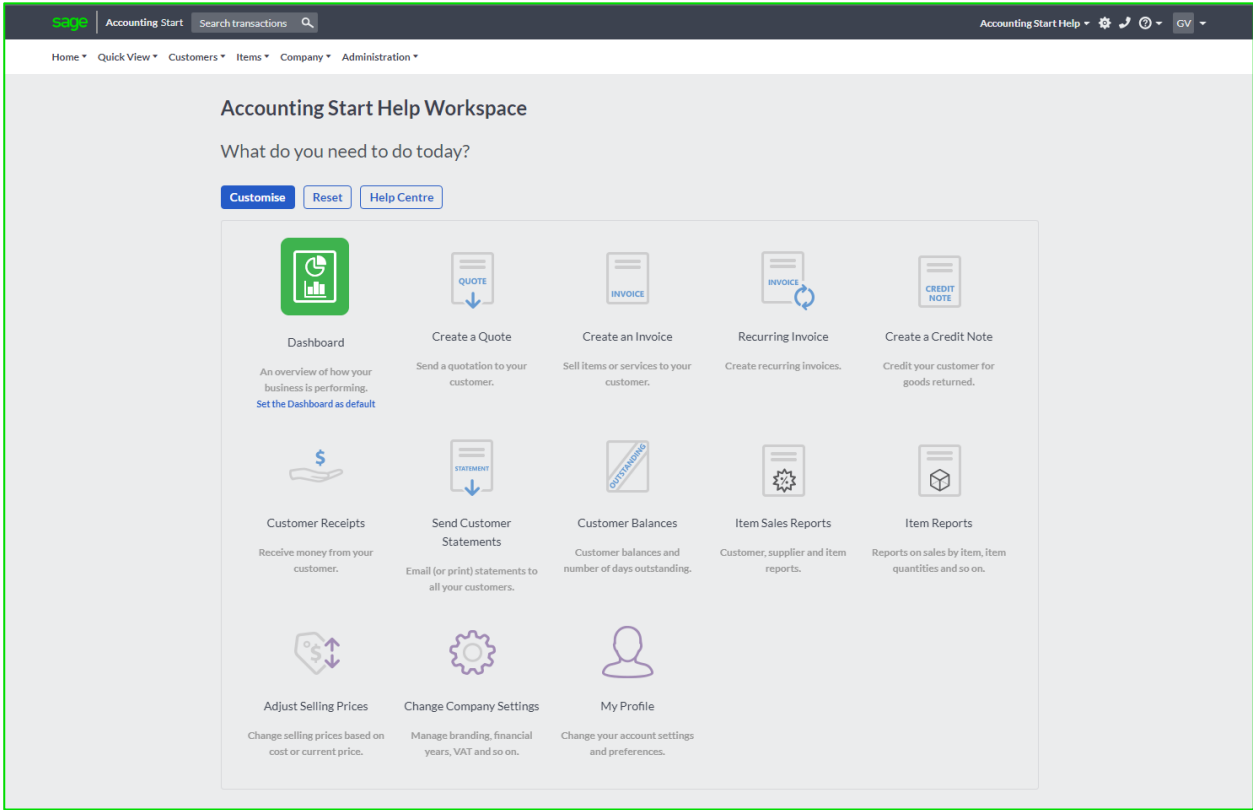 sage Accounting Start Search transactions Accounting Start Help GV
Home Quick View Customers Items Company Administration
Accounting Start Help Workspace
What do you need to do today?
Customise Reset Help Centre
QUOTE
INVOICE
INVOICE
CREDIT
NOTE
Dashboard
An overview of how your
business is performing.
Set the Dashboard as default
Create a Quote
Send a quotation to your
customer.
Create an Invoice
Sell items or services to your
customer.
Recurring Invoice
Create recurring invoices.
Create a Credit Note
Credit your customer for
goods returned.
$
STATEMENT
OUTSTANDING
%
Customer Receipts
Receive money from your
customer.
Send Customer
Statements
Email (or print) statements to
all your customers.
Customer Balances
Customer balances and
number of days outstanding.
Item Sales Reports
Customer, supplier and item
reports.
Item Reports
Reports on sales by item, item
quantities and so on.
$
Adjust Selling Prices
Change selling prices based on
cost or current price.
Change Company Settings
Manage branding, financial
years, VAT and so on.
My Profile
Change your account settings
and preferences.